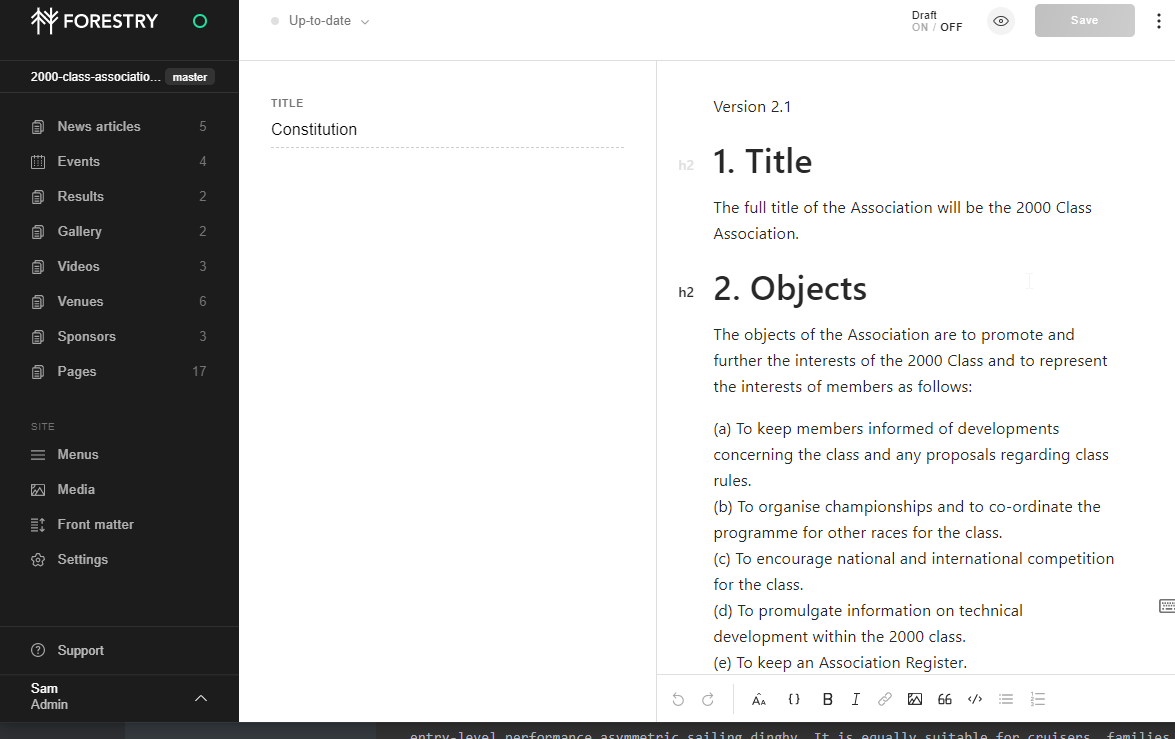 FORESTRY
Up-to-date
Draft
ON / OFF
Save
2000-class-associatio... master
News articles 5
Events 4
Results 2
Gallery 2
Videos 3
Venues 6
Sponsors 3
Pages 17
SITE
Menus
Media
Front matter
Settings
Support
Sam
Admin
TITLE
Constitution
Version 2.1
h2 1. Title
The full title of the Association will be the 2000 Class
Association.
h2 2. Objects
The objects of the Association are to promote and
further the interests of the 2000 Class and to represent
the interests of members as follows:
(a) To keep members informed of developments
concerning the class and any proposals regarding class
rules.
(b) To organise championships and to co-ordinate the
programme for other races for the class.
(c) To encourage national and international competition
for the class.
(d) To promulgate information on technical
development within the 2000 class.
(e) To keep an Association Register.
entry-level performance asymmetric sailing dinghy. It is equally suitable for cruisers, families